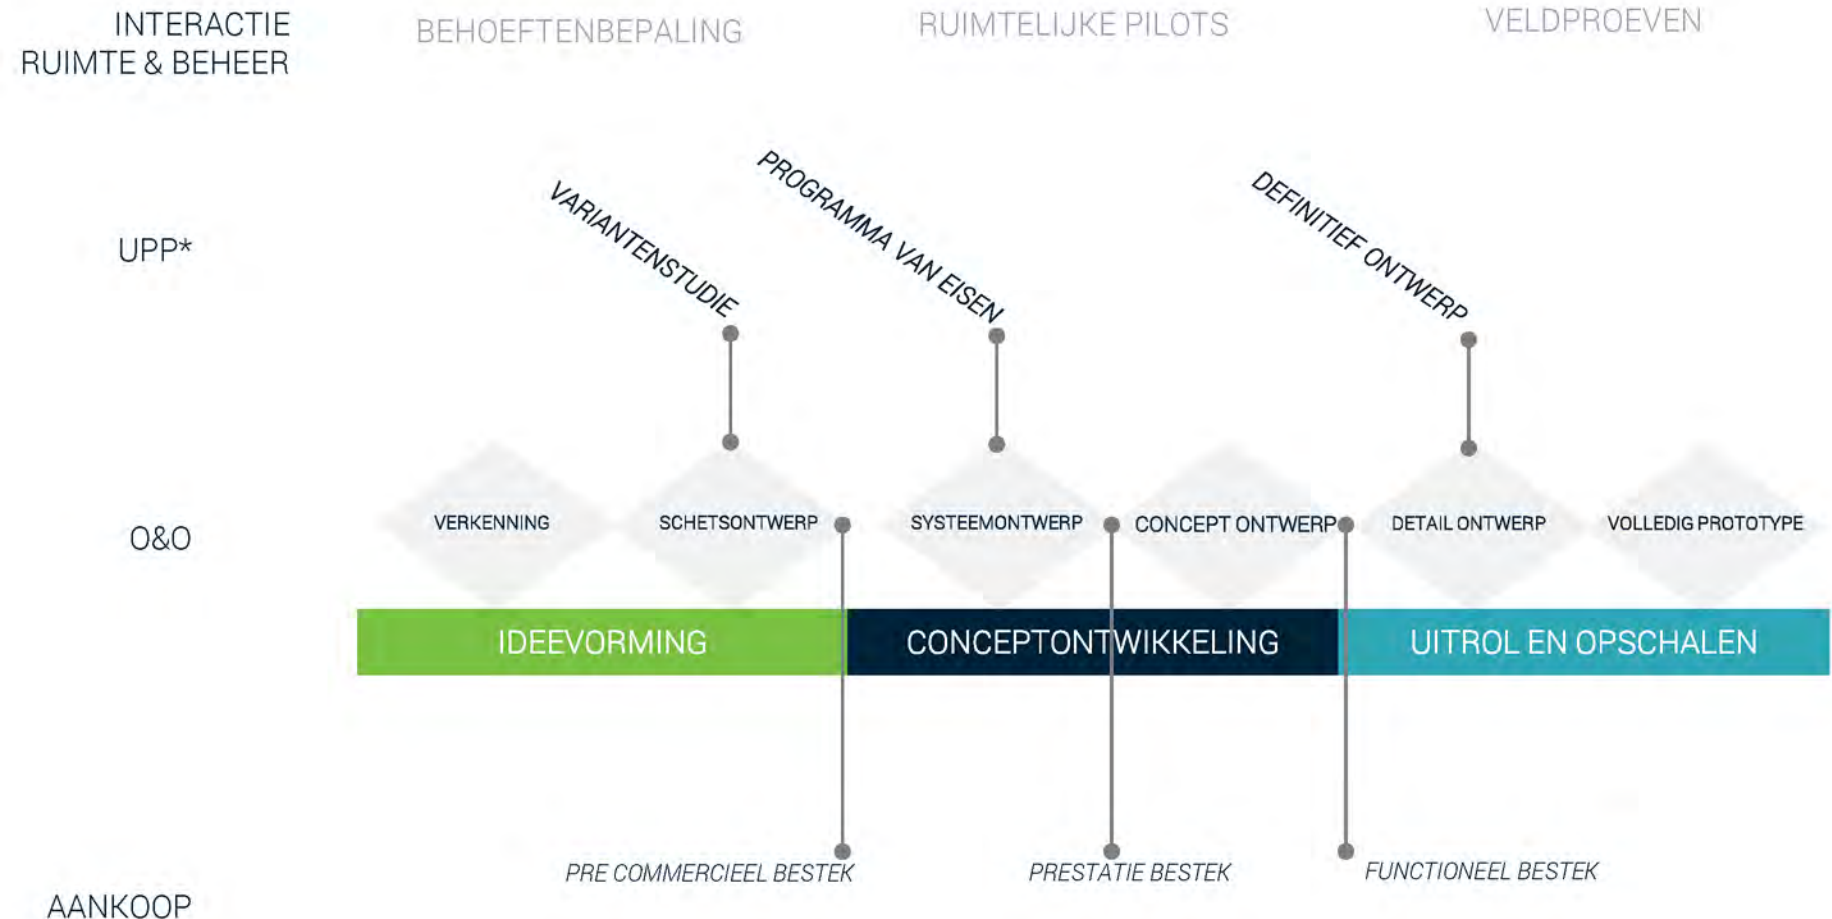 INTERACTIE
RUIMTE & BEHEER
BEHOEFTENBEPALING
RUIMTELIJKE PILOTS
VELDPROEVEN
UPP*
VARIANTENSTUDIE
PROGRAMMA VAN EISEN
DEFINITIEF ONTWERP
O&O
VERKENNING
SCHETSONTWERP
SYSTEEMONTWERP
CONCEPT ONTWERP
DETAIL ONTWERP
VOLLEDIG PROTOTYPE
IDEEVORMING
CONCEPTONTWIKKELING
UITROL EN OPSCHALEN
PRE COMMERCIEEL BESTEK
PRESTATIE BESTEK
FUNCTIONEEL BESTEK
AANKOOP